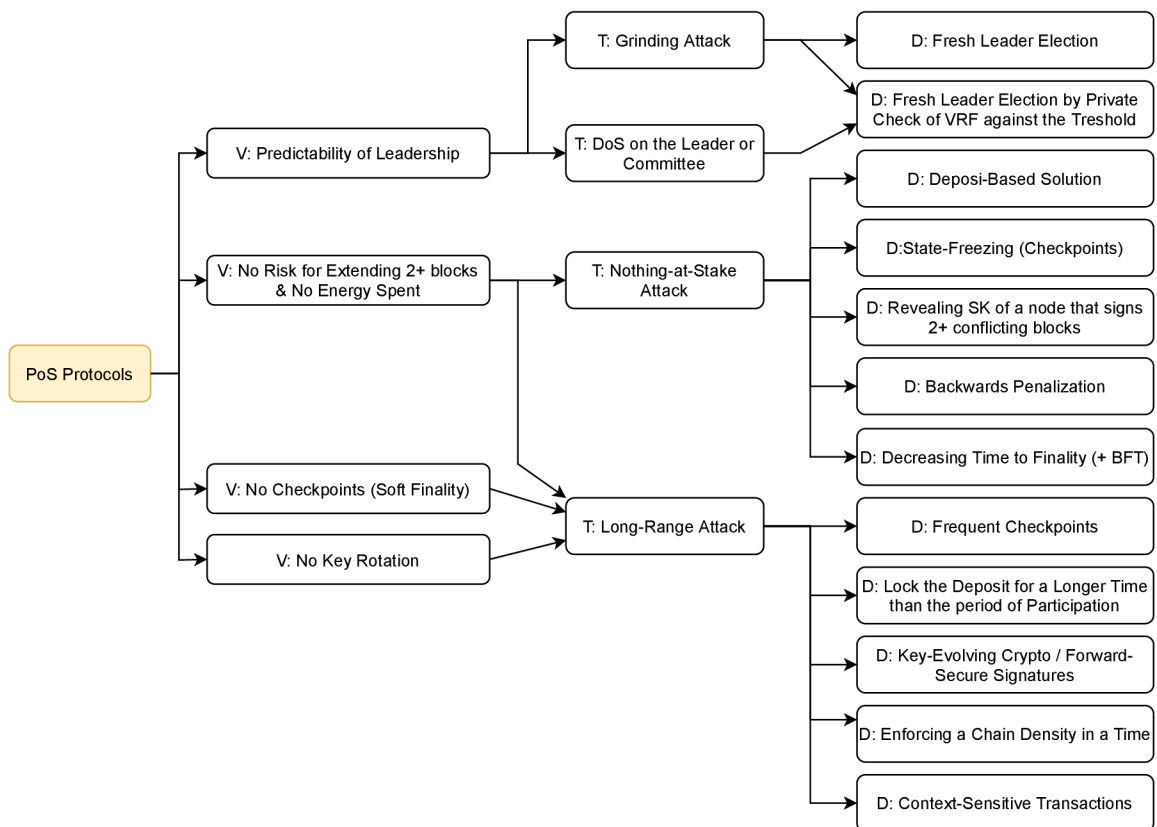 T: Grinding Attack
D: Fresh Leader Election
D: Fresh Leader Election by Private
Check of VRF against the Treshold
V: Predictability of Leadership
T: DoS on the Leader or
Committee
D: Deposi-Based Solution
D:State-Freezing (Checkpoints)
V: No Risk for Extending 2+ blocks
& No Energy Spent
T: Nothing-at-Stake
Attack
D: Revealing SK of a node that signs
2+ conflicting blocks
PoS Protocols
D: Backwards Penalization
D: Decreasing Time to Finality (+ BFT)
V: No Checkpoints (Soft Finality)
T: Long-Range Attack
D: Frequent Checkpoints
V: No Key Rotation
D: Lock the Deposit for a Longer Time
than the period of Participation
D: Key-Evolving Crypto / Forward-
Secure Signatures
D: Enforcing a Chain Density in a Time
D: Context-Sensitive Transactions